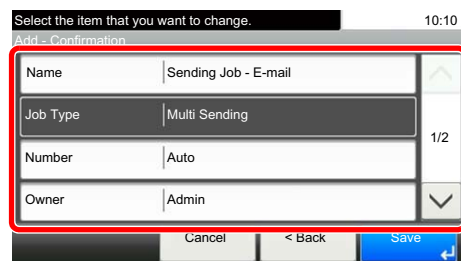 Select the item that you want to change.
10:10
Add - Confirmation
Name Sending Job - E-mail
Job Type Multi Sending
1/2
Number Auto
Owner Admin
Cancel < Back Save